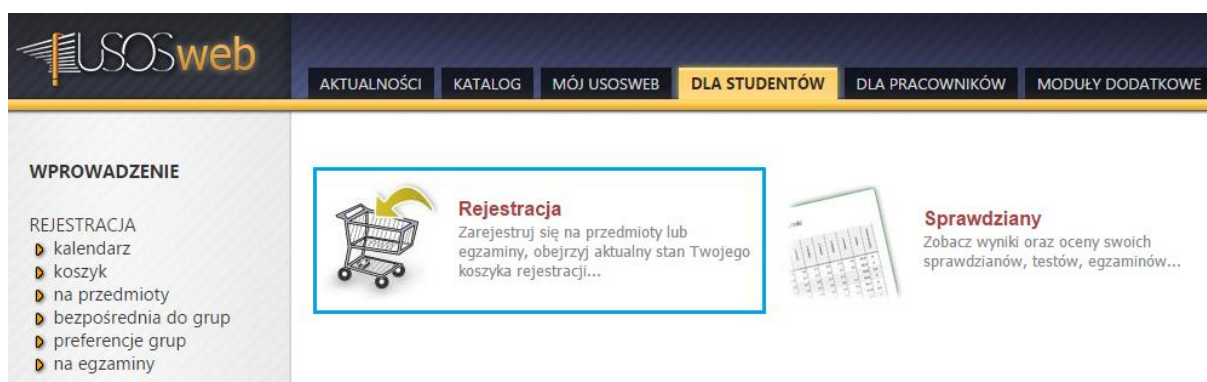 USOSweb
AKTUALNOŚCI KATALOG MÓJ USOSWEB DLA STUDENTÓW DLA PRACOWNIKÓW MODUŁY DODATKOWE
WPROWADZENIE
REJESTRACJA
kalendarz
koszyk
na przedmioty
bezpośrednia do grup
preferencje grup
na egzaminy
Rejestracja
Zarejestruj się na przedmioty lub
egzaminy, obejrzyj aktualny stan Twojego
koszyka rejestracji...
Sprawdziany
Zobacz wyniki oraz oceny swoich
sprawdzianów, testów, egzaminów...